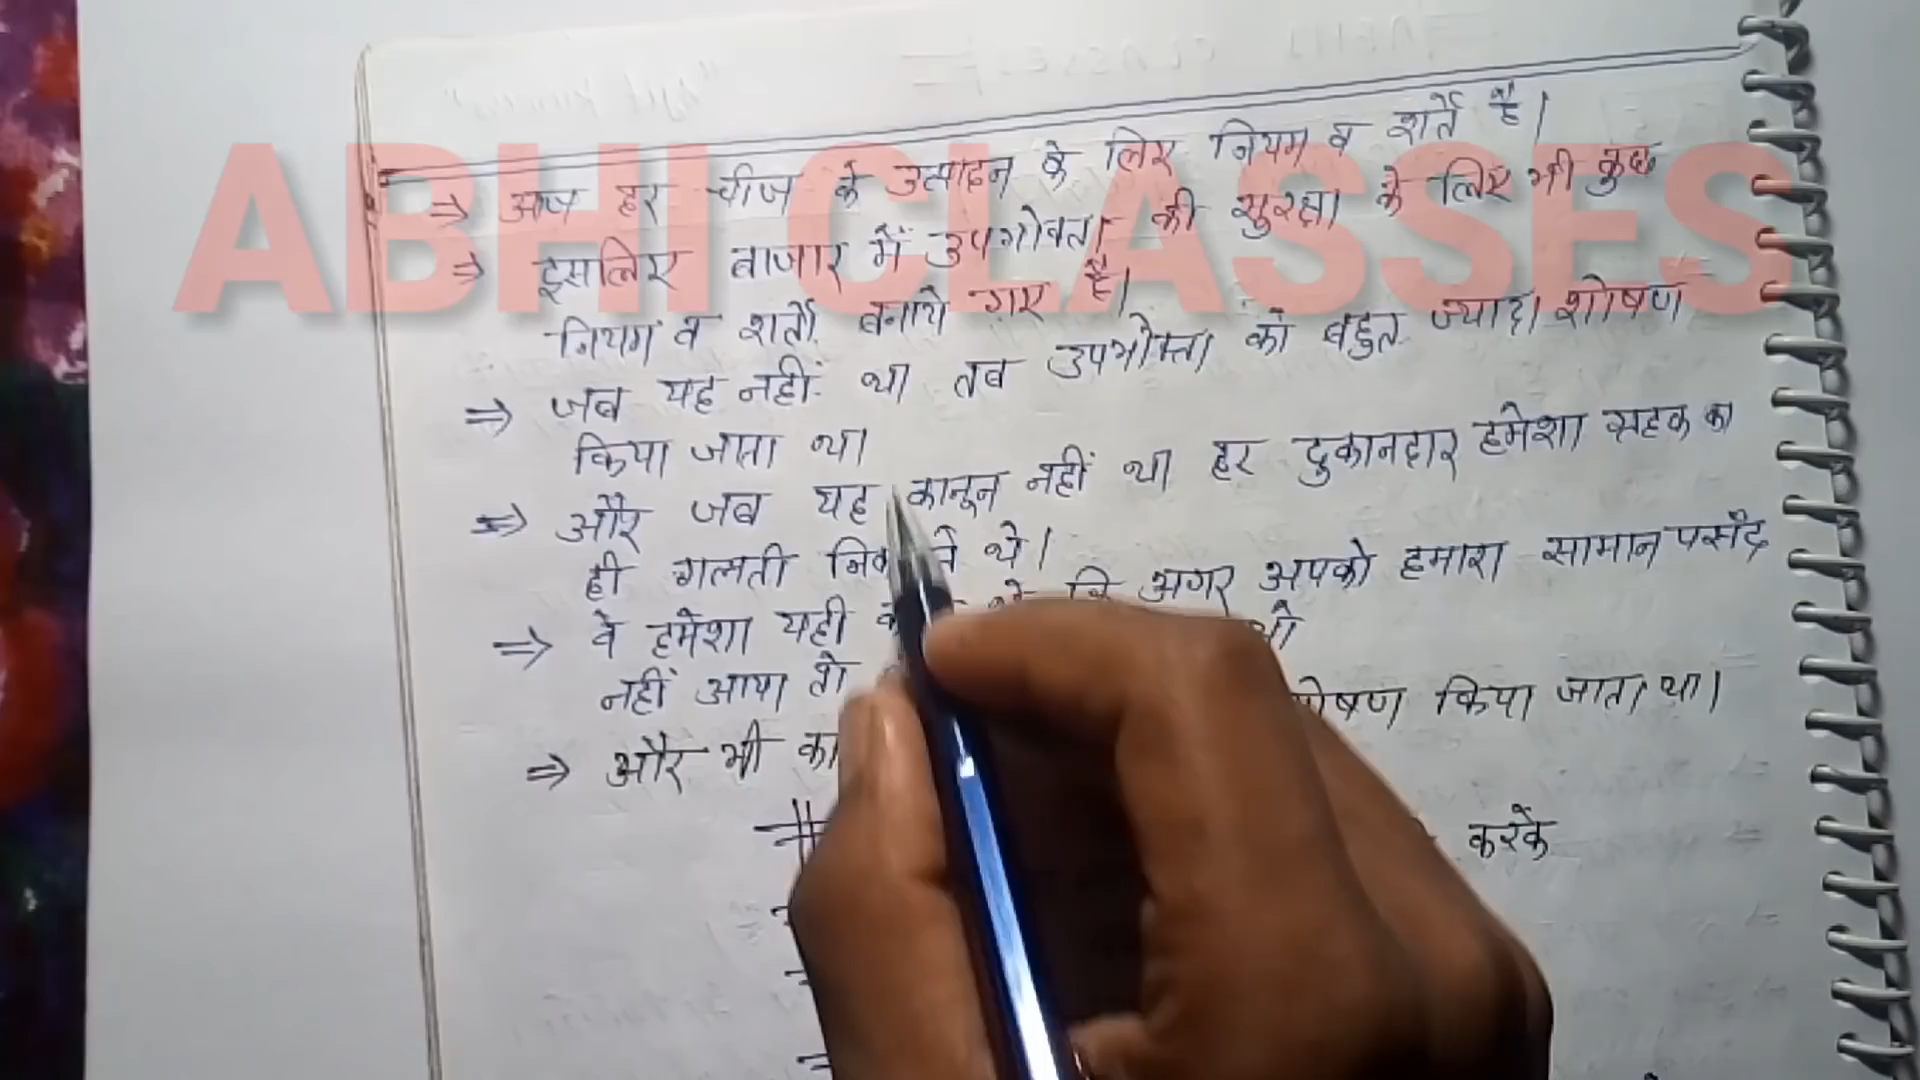 ABHI CLASSES
⇒ आज हर चीज के उत्पादन के लिए नियम व शर्ते है।
⇒ इसलिए बाजार में उपभोक्ता की सुरक्षा के लिए भी कुछ
नियम व शर्तो बनाये गए है।
⇒ जब यह नहीं था तब उपभोक्ता का बहुत ज्यादा शोषण
किया जाता था
⇒ और जब यह कानून नहीं था हर दुकानदार हमेशा ग्राहक का
ही गलती थे।
⇒ वे हमेशा यही कि अगर आपको हमारा सामान पसंद
नहीं आया तो
⇒ और भी किया जाता था।
करके